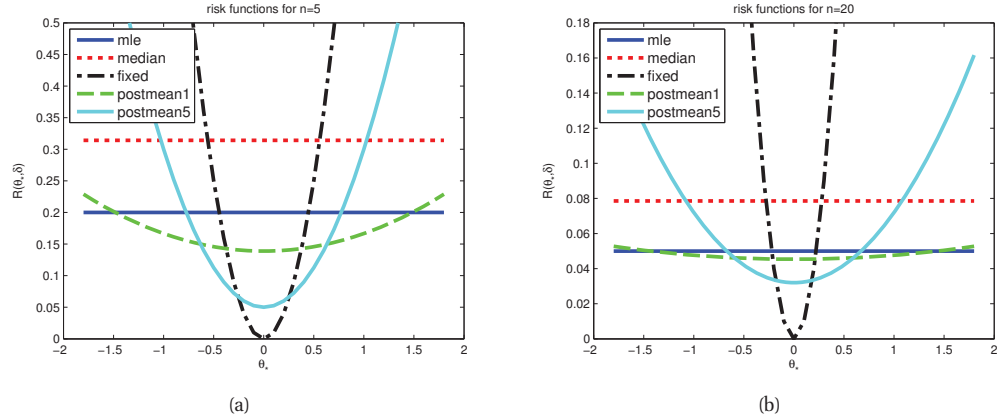 risk functions for n=5
0.5
0.45
0.4
0.35
0.3
0.25
0.2
0.15
0.1
0.05
0
R(θ*,δ)
mle
median
fixed
postmean1
postmean5
−2 −1.5 −1 −0.5 0 0.5 1 1.5 2
θ*
(a)
risk functions for n=20
0.18
0.16
0.14
0.12
0.1
0.08
0.06
0.04
0.02
0
R(θ*,δ)
mle
median
fixed
postmean1
postmean5
−2 −1.5 −1 −0.5 0 0.5 1 1.5 2
θ*
(b)